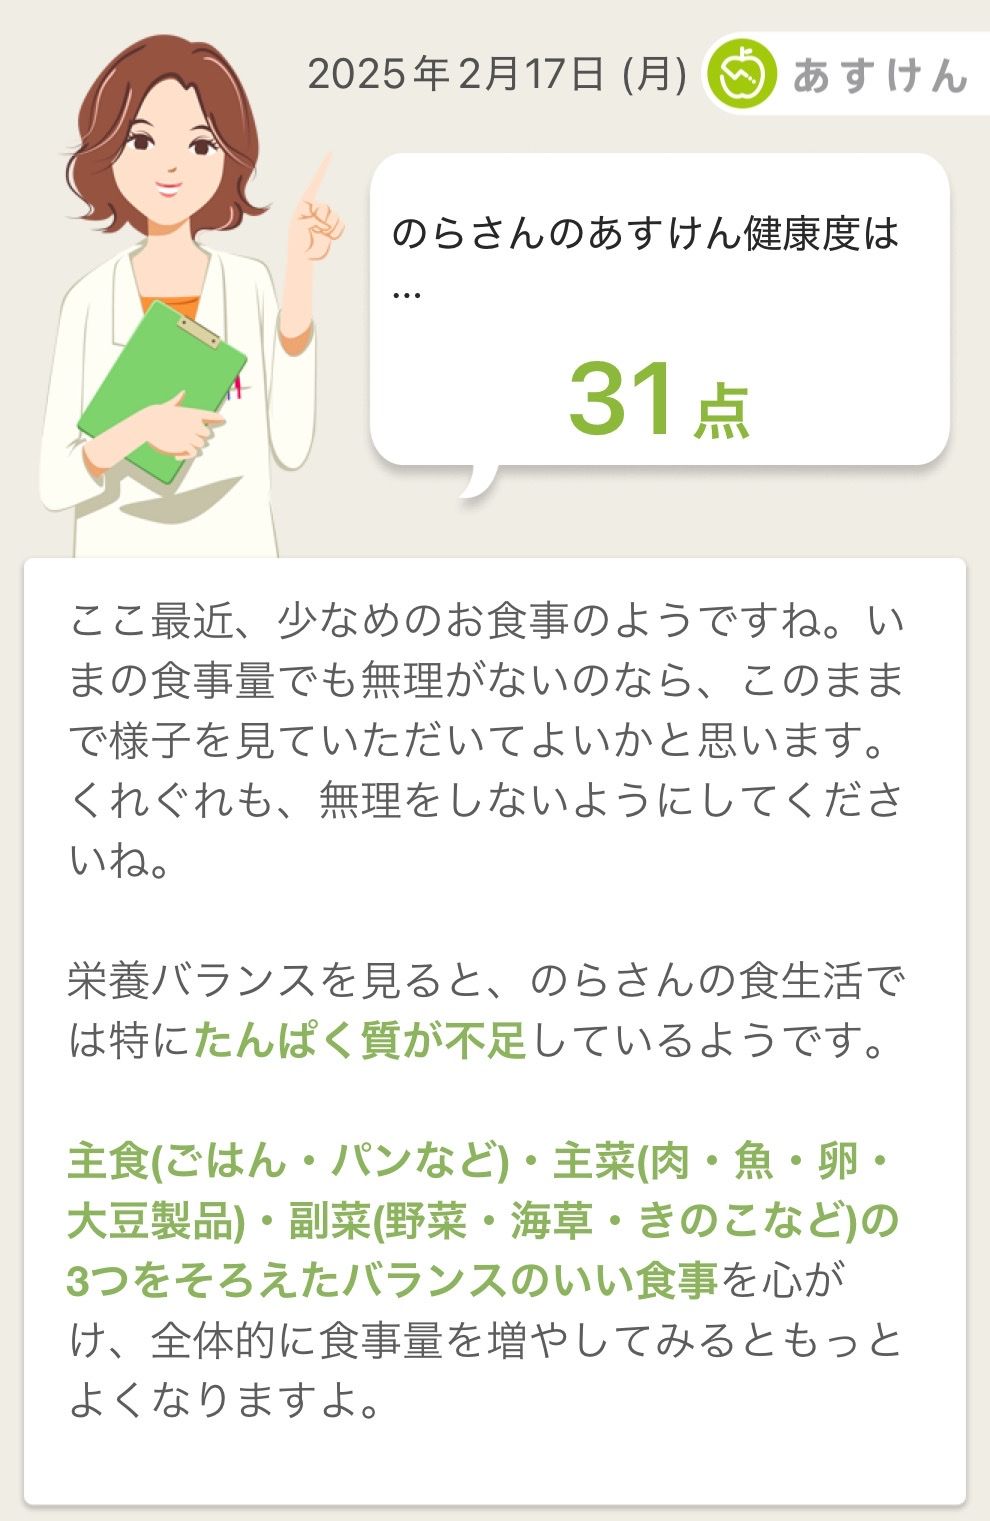 2025年2月17日 (月)
あすけん
のらさんのあすけん健康度は
...
31点
ここ最近、少なめのお食事のようですね。い
まの食事量でも無理がないのなら、このまま
で様子を見ていただいてよいかと思います。
くれぐれも、無理をしないようにしてくださ
いね。
栄養バランスを見ると、のらさんの食生活で
は特にたんぱく質が不足しているようです。
主食(ごはん・パンなど)・主菜(肉・魚・卵・
大豆製品)・副菜(野菜・海草・きのこなど)の
3つをそろえたバランスのいい食事を心が
け、全体的に食事量を増やしてみるともっと
よくなりますよ。